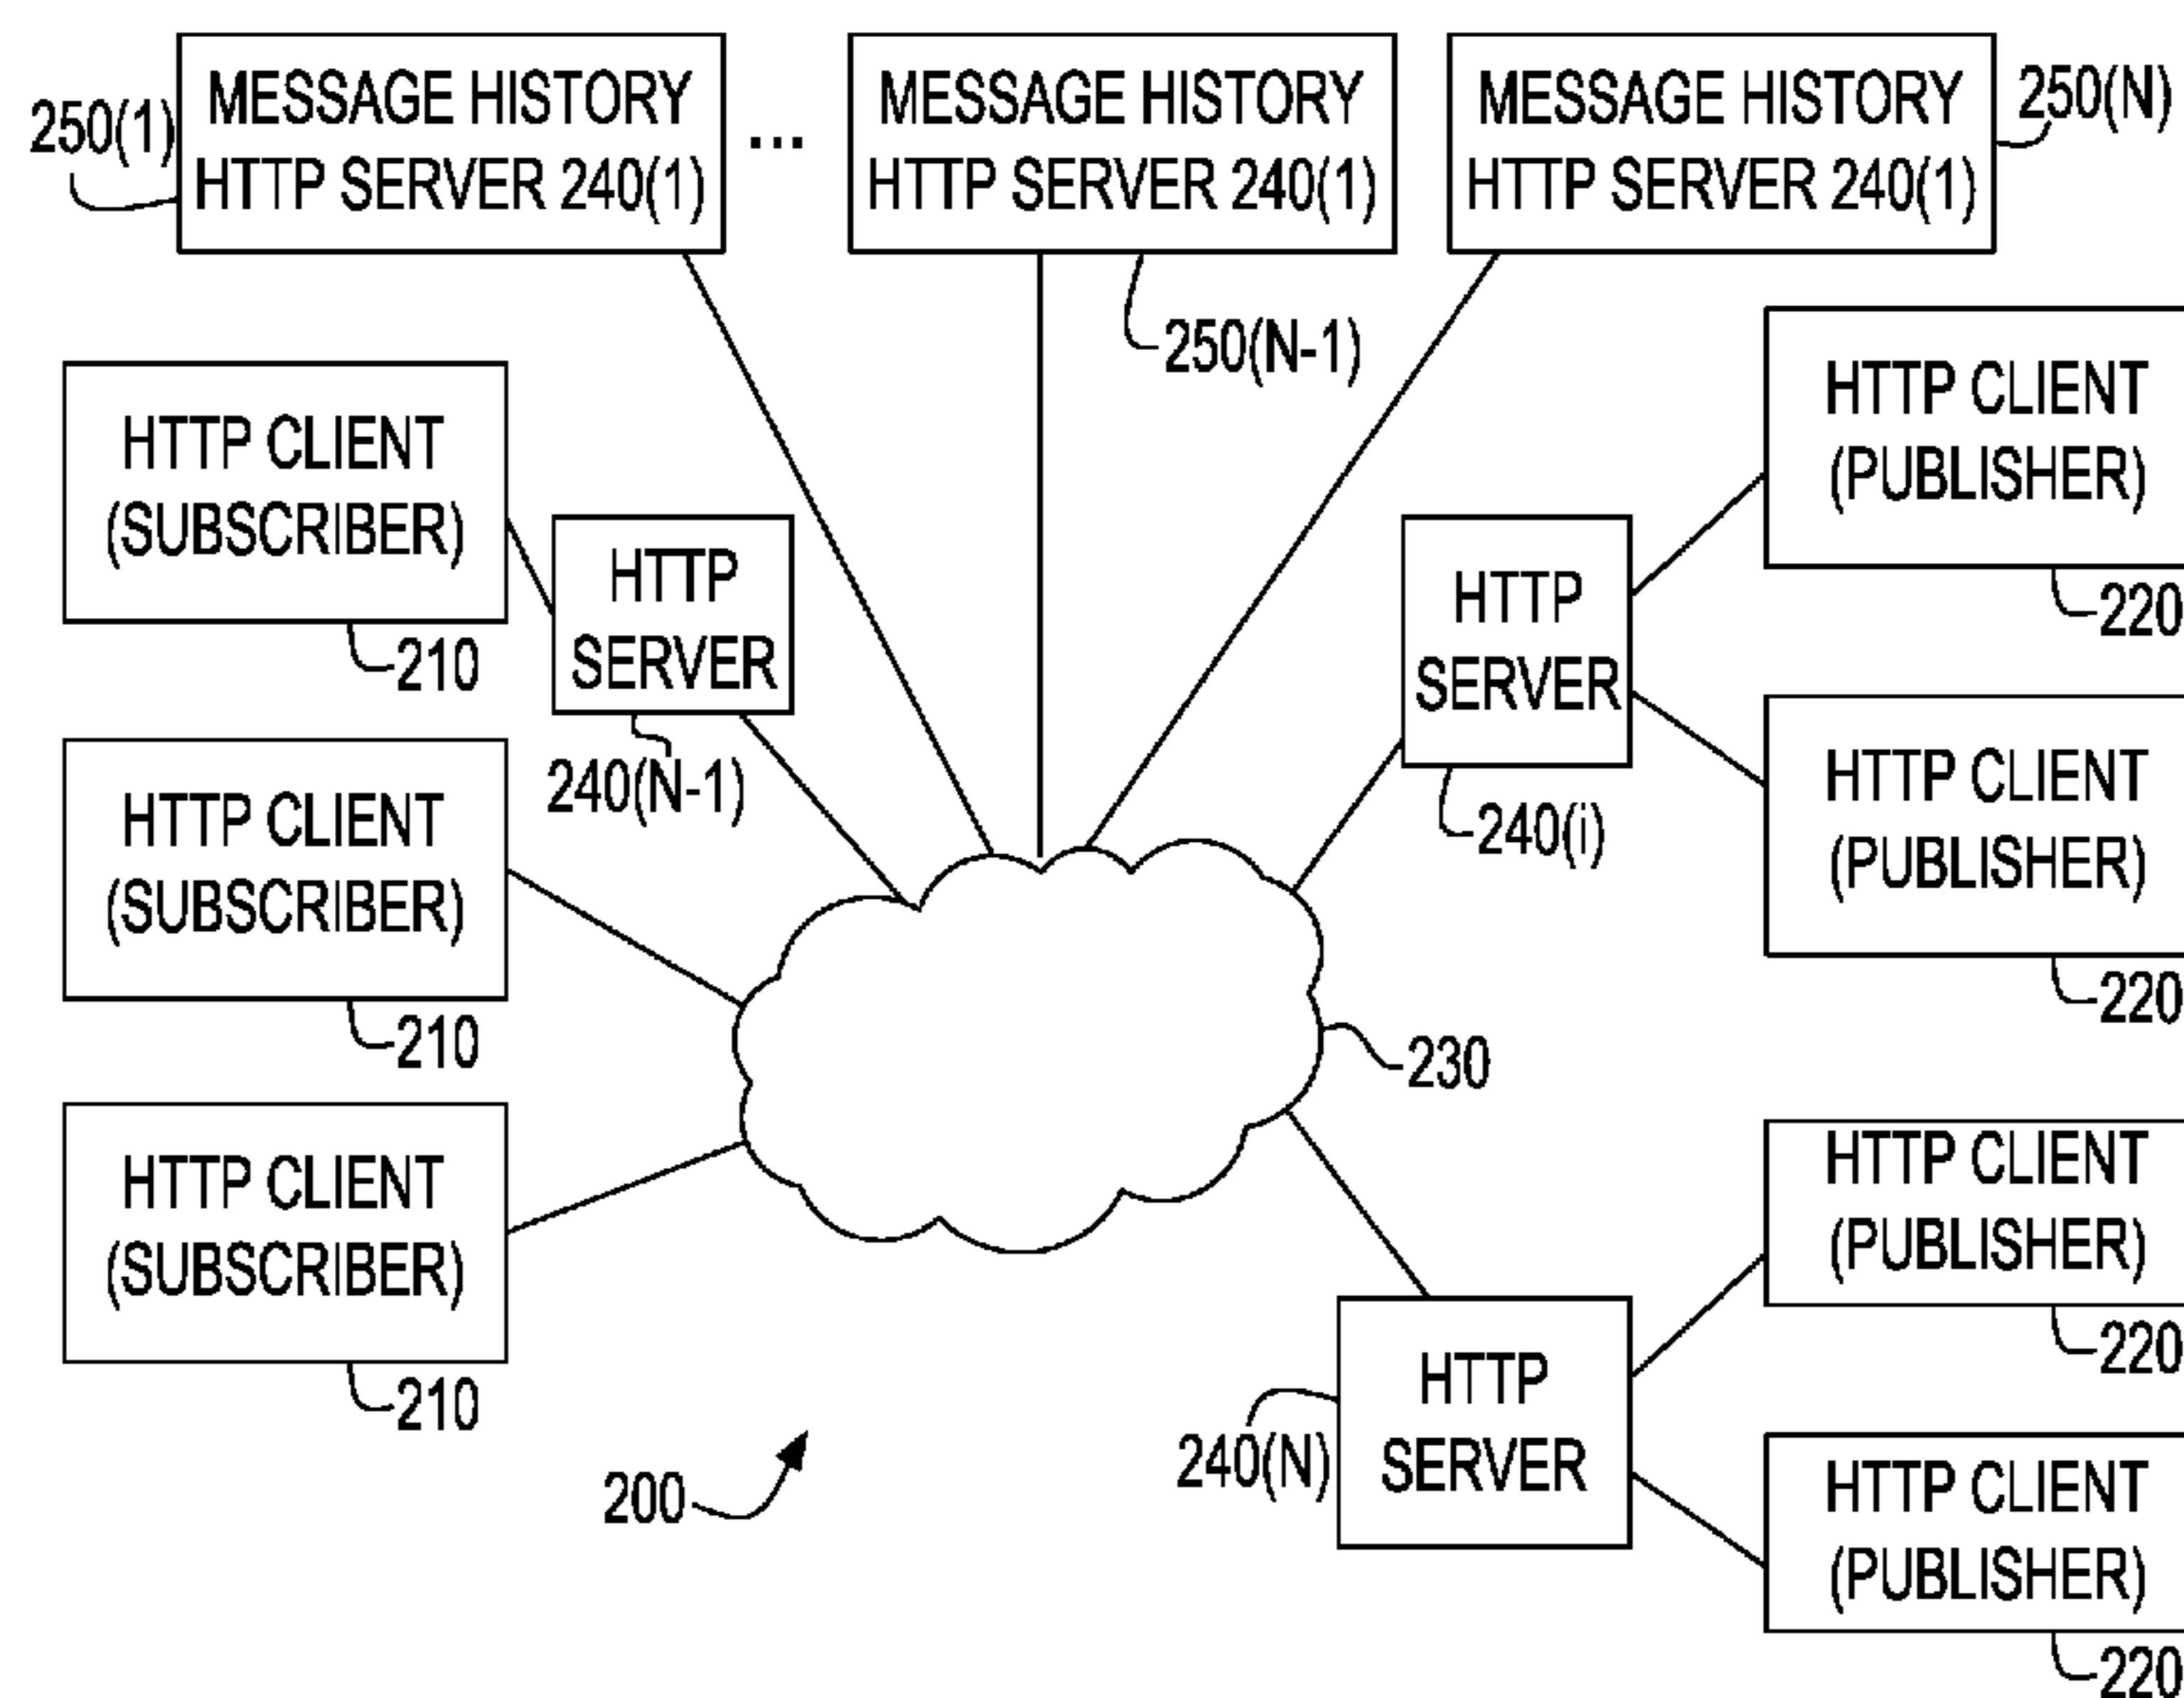 MESSAGE HISTORY
HTTP SERVER 240(1)
250(1)
...
MESSAGE HISTORY
HTTP SERVER 240(1)
250(N-1)
MESSAGE HISTORY
HTTP SERVER 240(1)
250(N)
HTTP CLIENT
(SUBSCRIBER)
210
HTTP
SERVER
240(N-1)
HTTP
SERVER
240(i)
HTTP CLIENT
(PUBLISHER)
220
HTTP CLIENT
(PUBLISHER)
220
HTTP CLIENT
(SUBSCRIBER)
210
230
HTTP CLIENT
(SUBSCRIBER)
210
HTTP CLIENT
(PUBLISHER)
220
200
240(N)
HTTP
SERVER
HTTP CLIENT
(PUBLISHER)
220